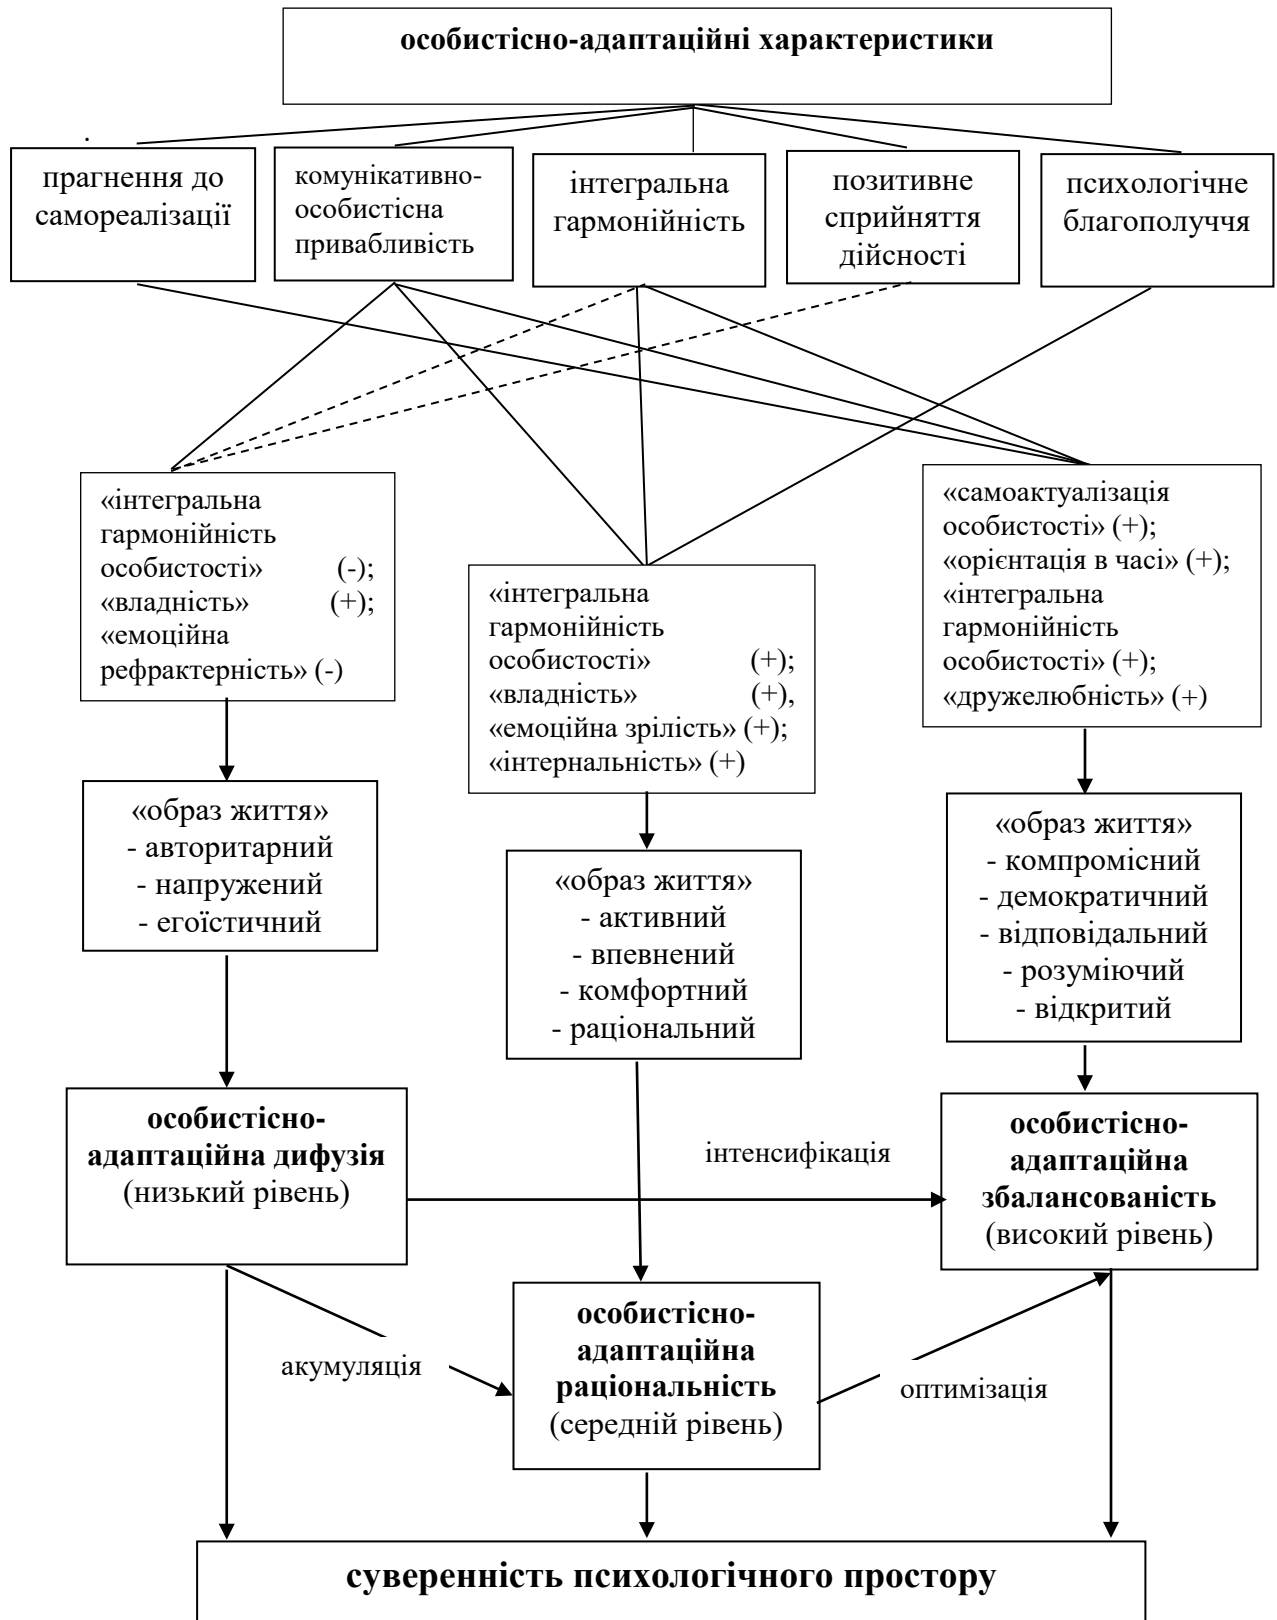 особистісно-адаптаційні характеристики
прагнення до
самореалізації
комунікативно-
особистісна
привабливість
інтегральна
гармонійність
позитивне
сприйняття
дійсності
психологічне
благополуччя
«інтегральна
гармонійність
особистості» (-);
«владність» (+);
«емоційна
рефрактерність» (-)
«інтегральна
гармонійність
особистості» (+);
«владність» (+),
«емоційна зрілість» (+);
«інтернальність» (+)
«самоактуалізація
особистості» (+);
«орієнтація в часі» (+);
«інтегральна
гармонійність
особистості» (+);
«дружелюбність» (+)
«образ життя»
- авторитарний
- напружений
- егоїстичний
«образ життя»
- активний
- впевнений
- комфортний
- раціональний
«образ життя»
- компромісний
- демократичний
- відповідальний
- розуміючий
- відкритий
особистісно-
адаптаційна дифузія
(низький рівень)
інтенсифікація
особистісно-
адаптаційна
збалансованість
(високий рівень)
акумуляція
особистісно-
адаптаційна
раціональність
(середній рівень)
оптимізація
суверенність психологічного простору